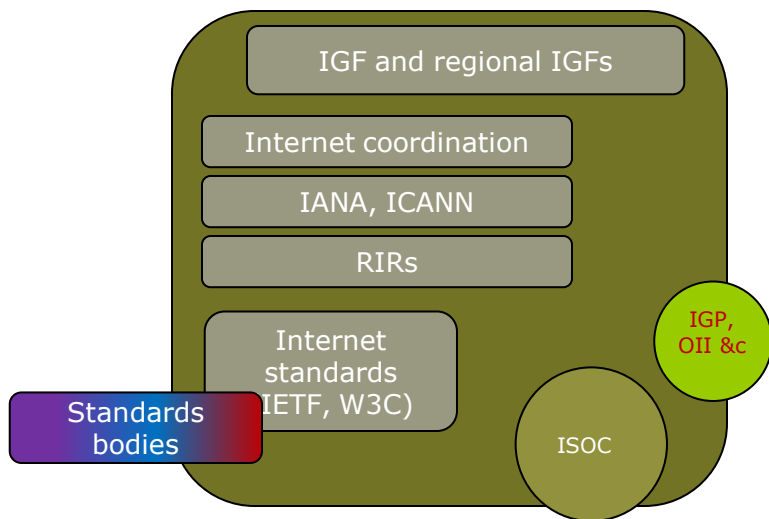 IGF and regional IGFs
Internet coordination
IANA, ICANN
RIRs
Internet
standards
IETF, W3C)
Standards
bodies
IGP,
OII &c
ISOC